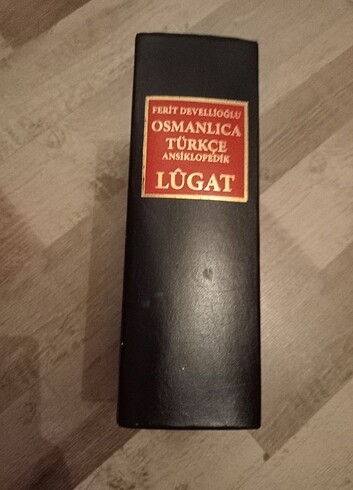 FERİT DEVELLİOĞLU
OSMANLICA
TÜRKÇE
ANSİKLOPEDİK
LÛGAT